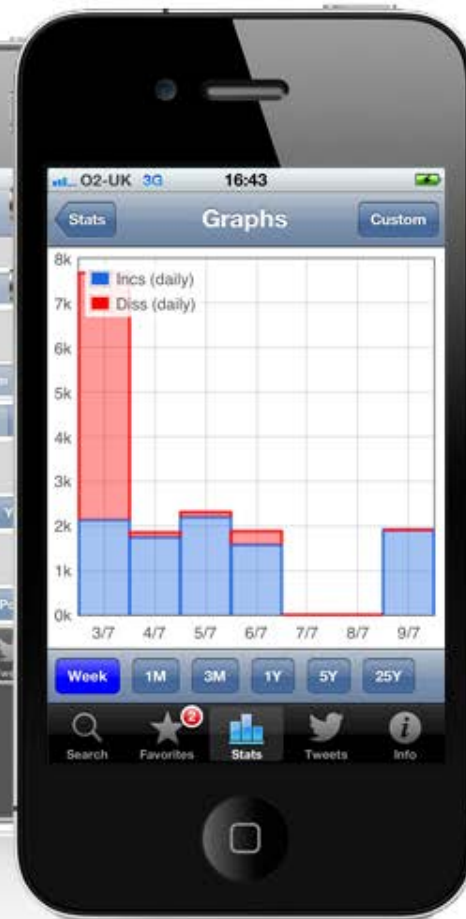 O2-UK 3G 16:43
Stats Graphs Custom
8k
Incs (daily)
7k
Diss (daily)
6k
5k
4k
3k
2k
1k
0k
3/7 4/7 5/7 6/7 7/7 8/7 9/7
Week 1M 3M 1Y 5Y 25Y
2
Search Favorites Stats Tweets Info